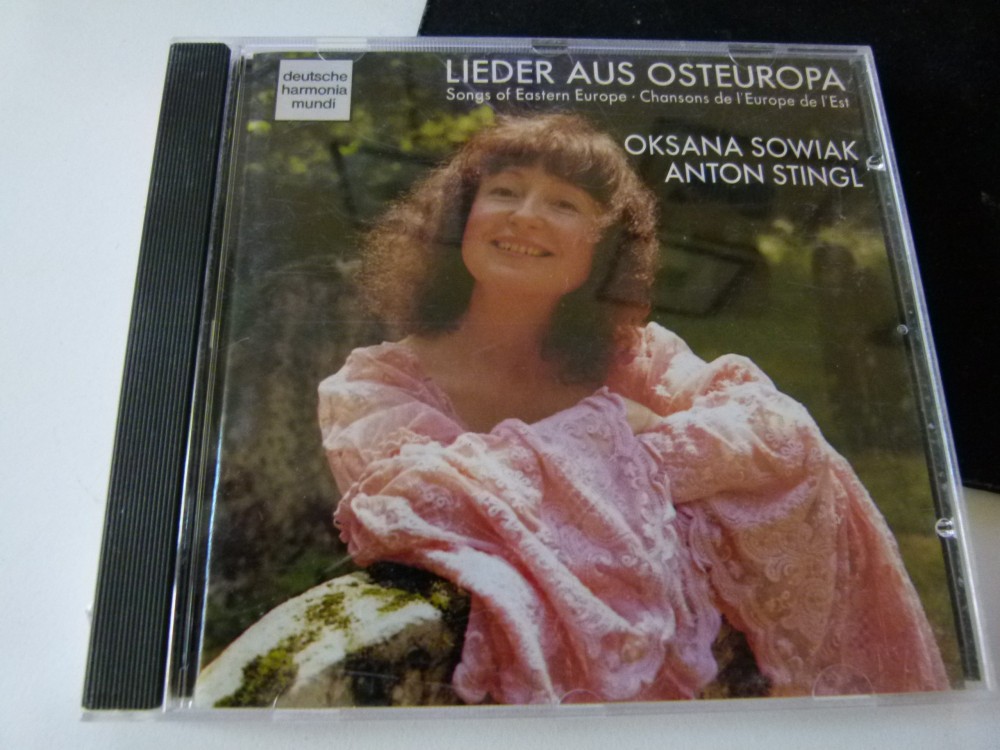 deutsche
harmonia
mundi
LIEDER AUS OSTEUROPA
Songs of Eastern Europe · Chansons de l'Europe de l'Est
OKSANA SOWIAK
ANTON STINGL